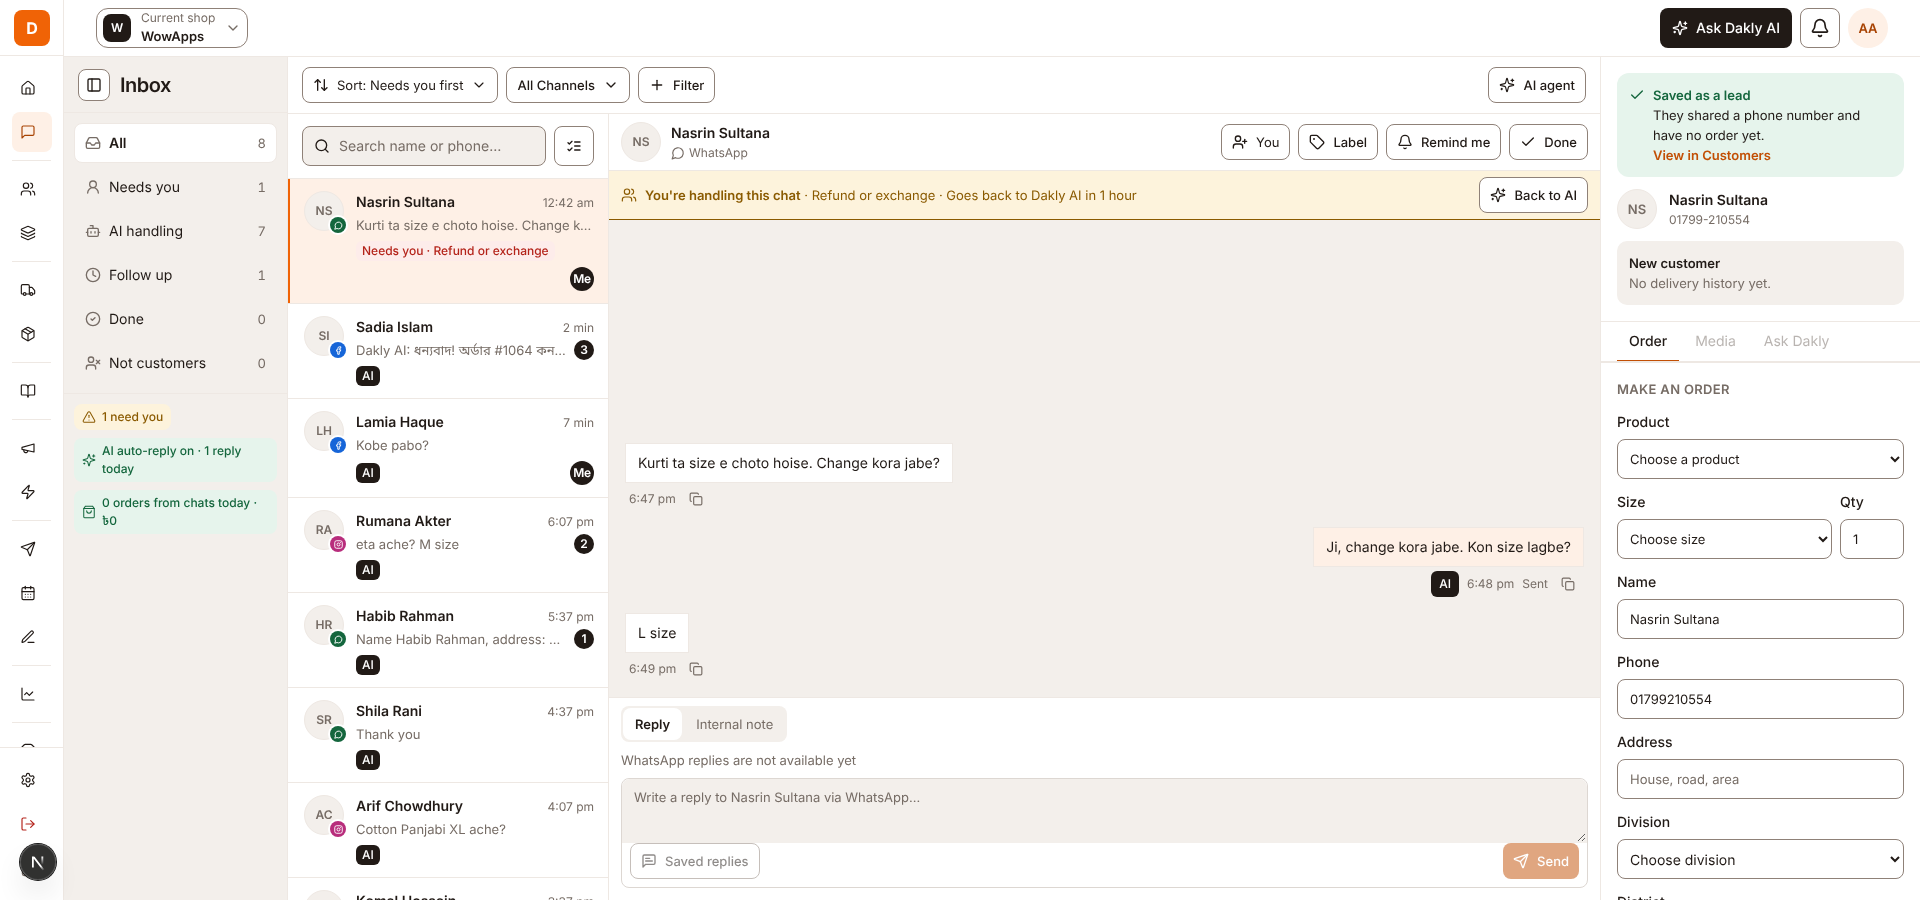 D
W
Current shop
WowApps
Ask Dakly AI
AA
Inbox
All 8
Needs you 1
AI handling 7
Follow up 1
Done 0
Not customers 0
1 need you
AI auto-reply on · 1 reply
today
0 orders from chats today ·
৳0
Sort: Needs you first
All Channels
Filter
AI agent
Search name or phone...
NS
Nasrin Sultana 12:42 am
Kurti ta size e choto hoise. Change k...
Needs you · Refund or exchange
Me
SI
Sadia Islam 2 min
Dakly AI: ধন্যবাদ! অর্ডার #1064 কন... 3
AI
LH
Lamia Haque 7 min
Kobe pabo?
AI Me
RA
Rumana Akter 6:07 pm
eta ache? M size 2
AI
HR
Habib Rahman 5:37 pm
Name Habib Rahman, address: ... 1
AI
SR
Shila Rani 4:37 pm
Thank you
AI
AC
Arif Chowdhury 4:07 pm
Cotton Panjabi XL ache?
AI
NS
Nasrin Sultana
WhatsApp
You
Label
Remind me
Done
You're handling this chat · Refund or exchange · Goes back to Dakly AI in 1 hour
Back to AI
Kurti ta size e choto hoise. Change kora jabe?
6:47 pm
Ji, change kora jabe. Kon size lagbe?
AI 6:48 pm Sent
L size
6:49 pm
Reply
Internal note
WhatsApp replies are not available yet
Write a reply to Nasrin Sultana via WhatsApp...
Saved replies
Send
Saved as a lead
They shared a phone number and
have no order yet.
View in Customers
NS
Nasrin Sultana
01799-210554
New customer
No delivery history yet.
Order
Media
Ask Dakly
MAKE AN ORDER
Product
Choose a product
Size Qty
Choose size 1
Name
Nasrin Sultana
Phone
01799210554
Address
House, road, area
Division
Choose division
N